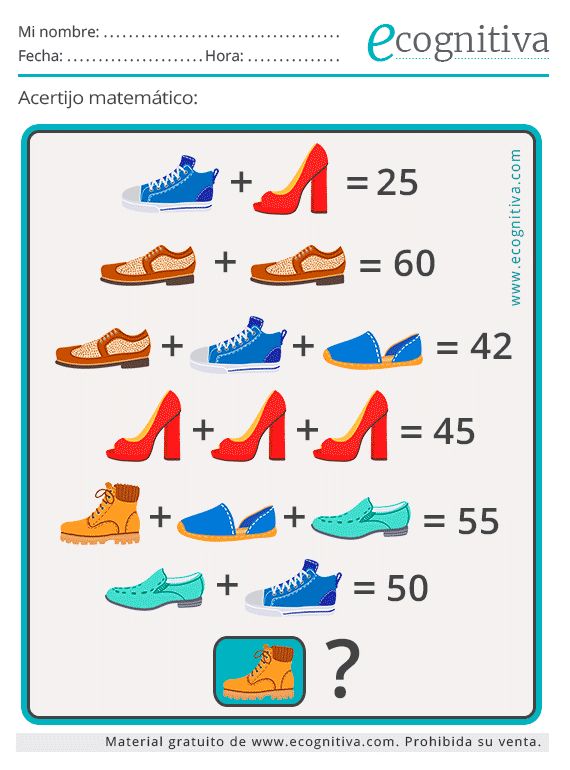 Mi nombre: .....................................
Fecha: ..................... Hora: ..............
ecognitiva
Acertijo matemático:
+ = 25
www.ecognitiva.com
+ = 60
+ + = 42
+ + = 45
+ + = 55
+ = 50
?
Material gratuito de www.ecognitiva.com. Prohibida su venta.